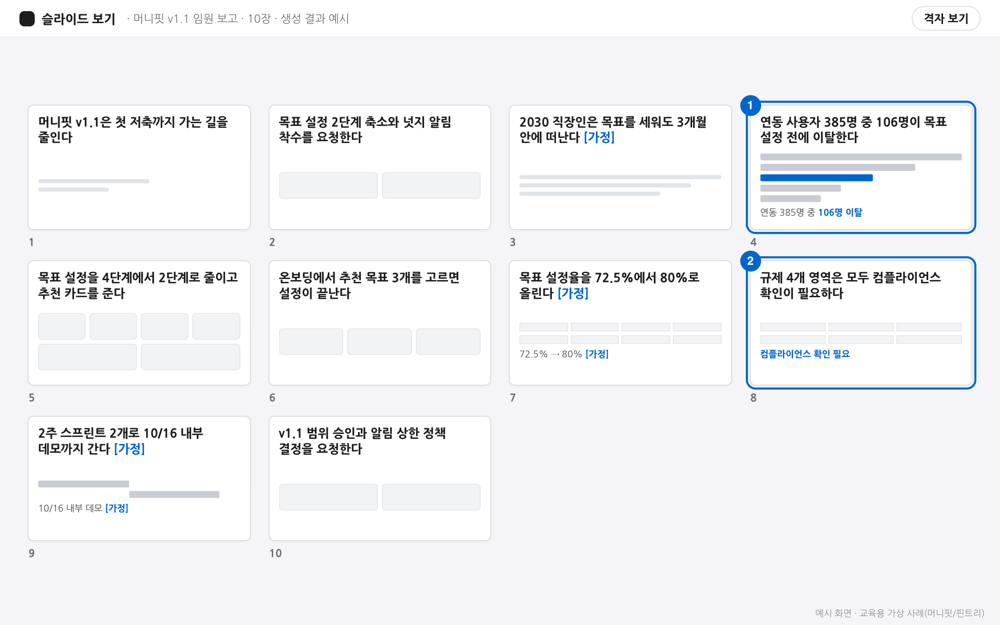 슬라이드 보기 · 머니핏 v1.1 임원 보고 · 10장 · 생성 결과 예시
격자 보기
머니핏 v1.1은 첫 저축까지 가는 길을
줄인다
1
목표 설정 2단계 축소와 넛지 알림
착수를 요청한다
2
2030 직장인은 목표를 세워도 3개월
안에 떠난다 [가정]
3
1
연동 사용자 385명 중 106명이 목표
설정 전에 이탈한다
연동 385명 중 106명 이탈
4
목표 설정을 4단계에서 2단계로 줄이고
추천 카드를 준다
5
온보딩에서 추천 목표 3개를 고르면
설정이 끝난다
6
목표 설정율을 72.5%에서 80%로
올린다 [가정]
72.5% → 80% [가정]
7
2
규제 4개 영역은 모두 컴플라이언스
확인이 필요하다
컴플라이언스 확인 필요
8
2주 스프린트 2개로 10/16 내부
데모까지 간다 [가정]
10/16 내부 데모 [가정]
9
v1.1 범위 승인과 알림 상한 정책
결정을 요청한다
10
예시 화면 · 교육용 가상 사례(머니핏/핀트리)